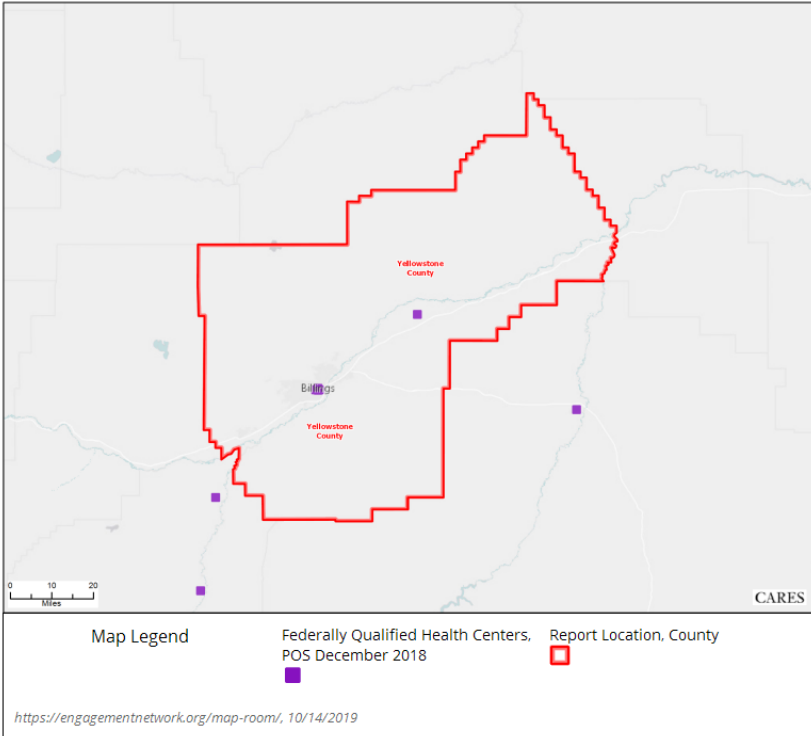 Yellowstone
County
Billings
Yellowstone
County
0 10 20
Miles
CARES
Map Legend
Federally Qualified Health Centers,
POS December 2018
Report Location, County
https://engagementnetwork.org/map-room/, 10/14/2019